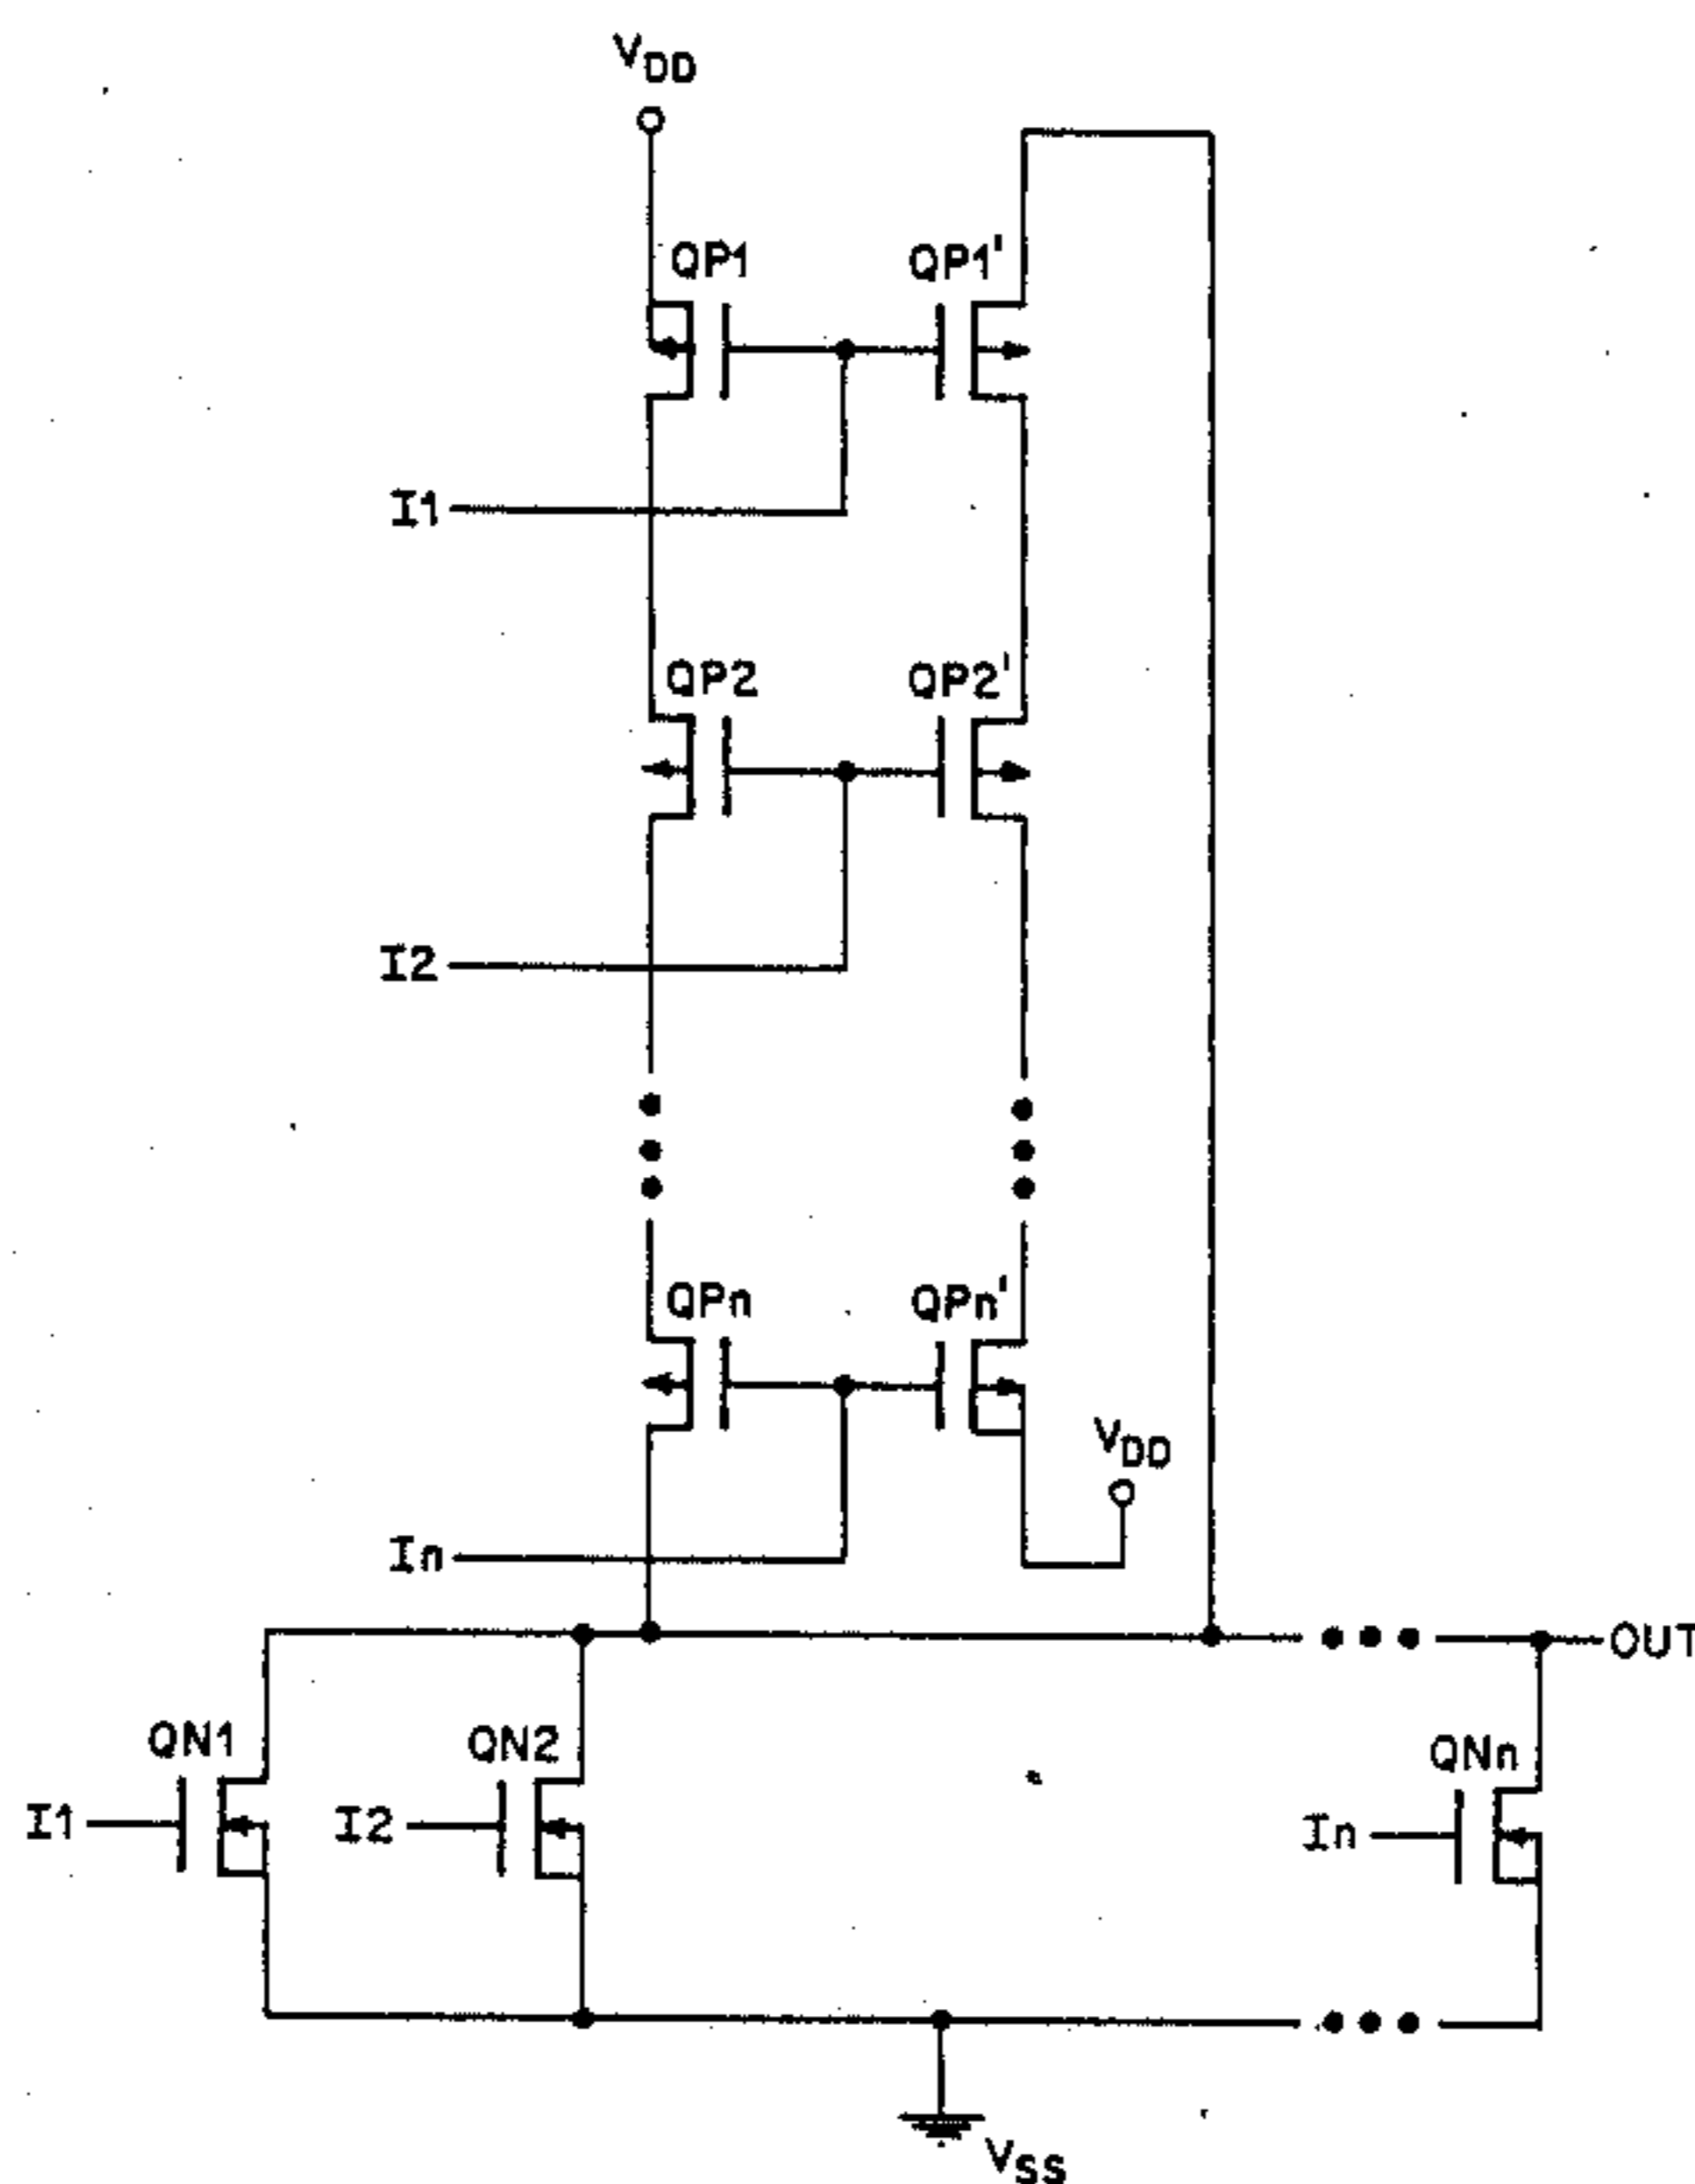 VDD
QP1 QP1'
I1
QP2 QP2'
I2
QPn QPn'
VDD
In
OUT
QN1 QN2 QNn
I1 I2 In
VSS